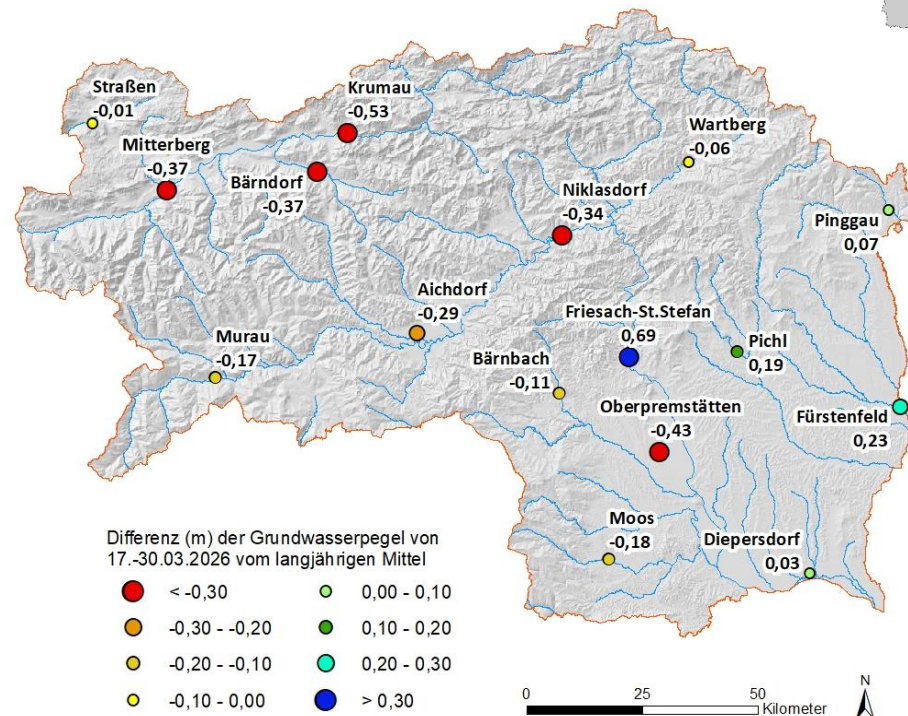 Straßen
-0,01
Krumau
-0,53
Mitterberg
-0,37
Wartberg
-0,06
Bärndorf
-0,37
Niklasdorf
-0,34
Pinggau
0,07
Aichdorf
-0,29
Friesach-St.Stefan
0,69
Murau
-0,17
Pichl
0,19
Bärnbach
-0,11
Oberpremstätten
-0,43
Fürstenfeld
0,23
Moos
-0,18
Diepersdorf
0,03
Differenz (m) der Grundwasserpegel von
17.-30.03.2026 vom langjährigen Mittel
< -0,30
-0,30 - -0,20
-0,20 - -0,10
-0,10 - 0,00
0,00 - 0,10
0,10 - 0,20
0,20 - 0,30
> 0,30
0 25 50
Kilometer
N